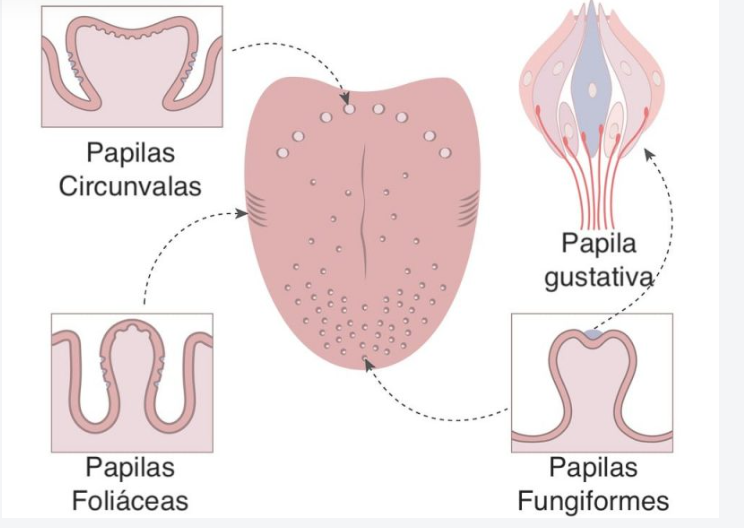 Papilas
Circunvalas
Papila
gustativa
Papilas
Foliáceas
Papilas
Fungiformes